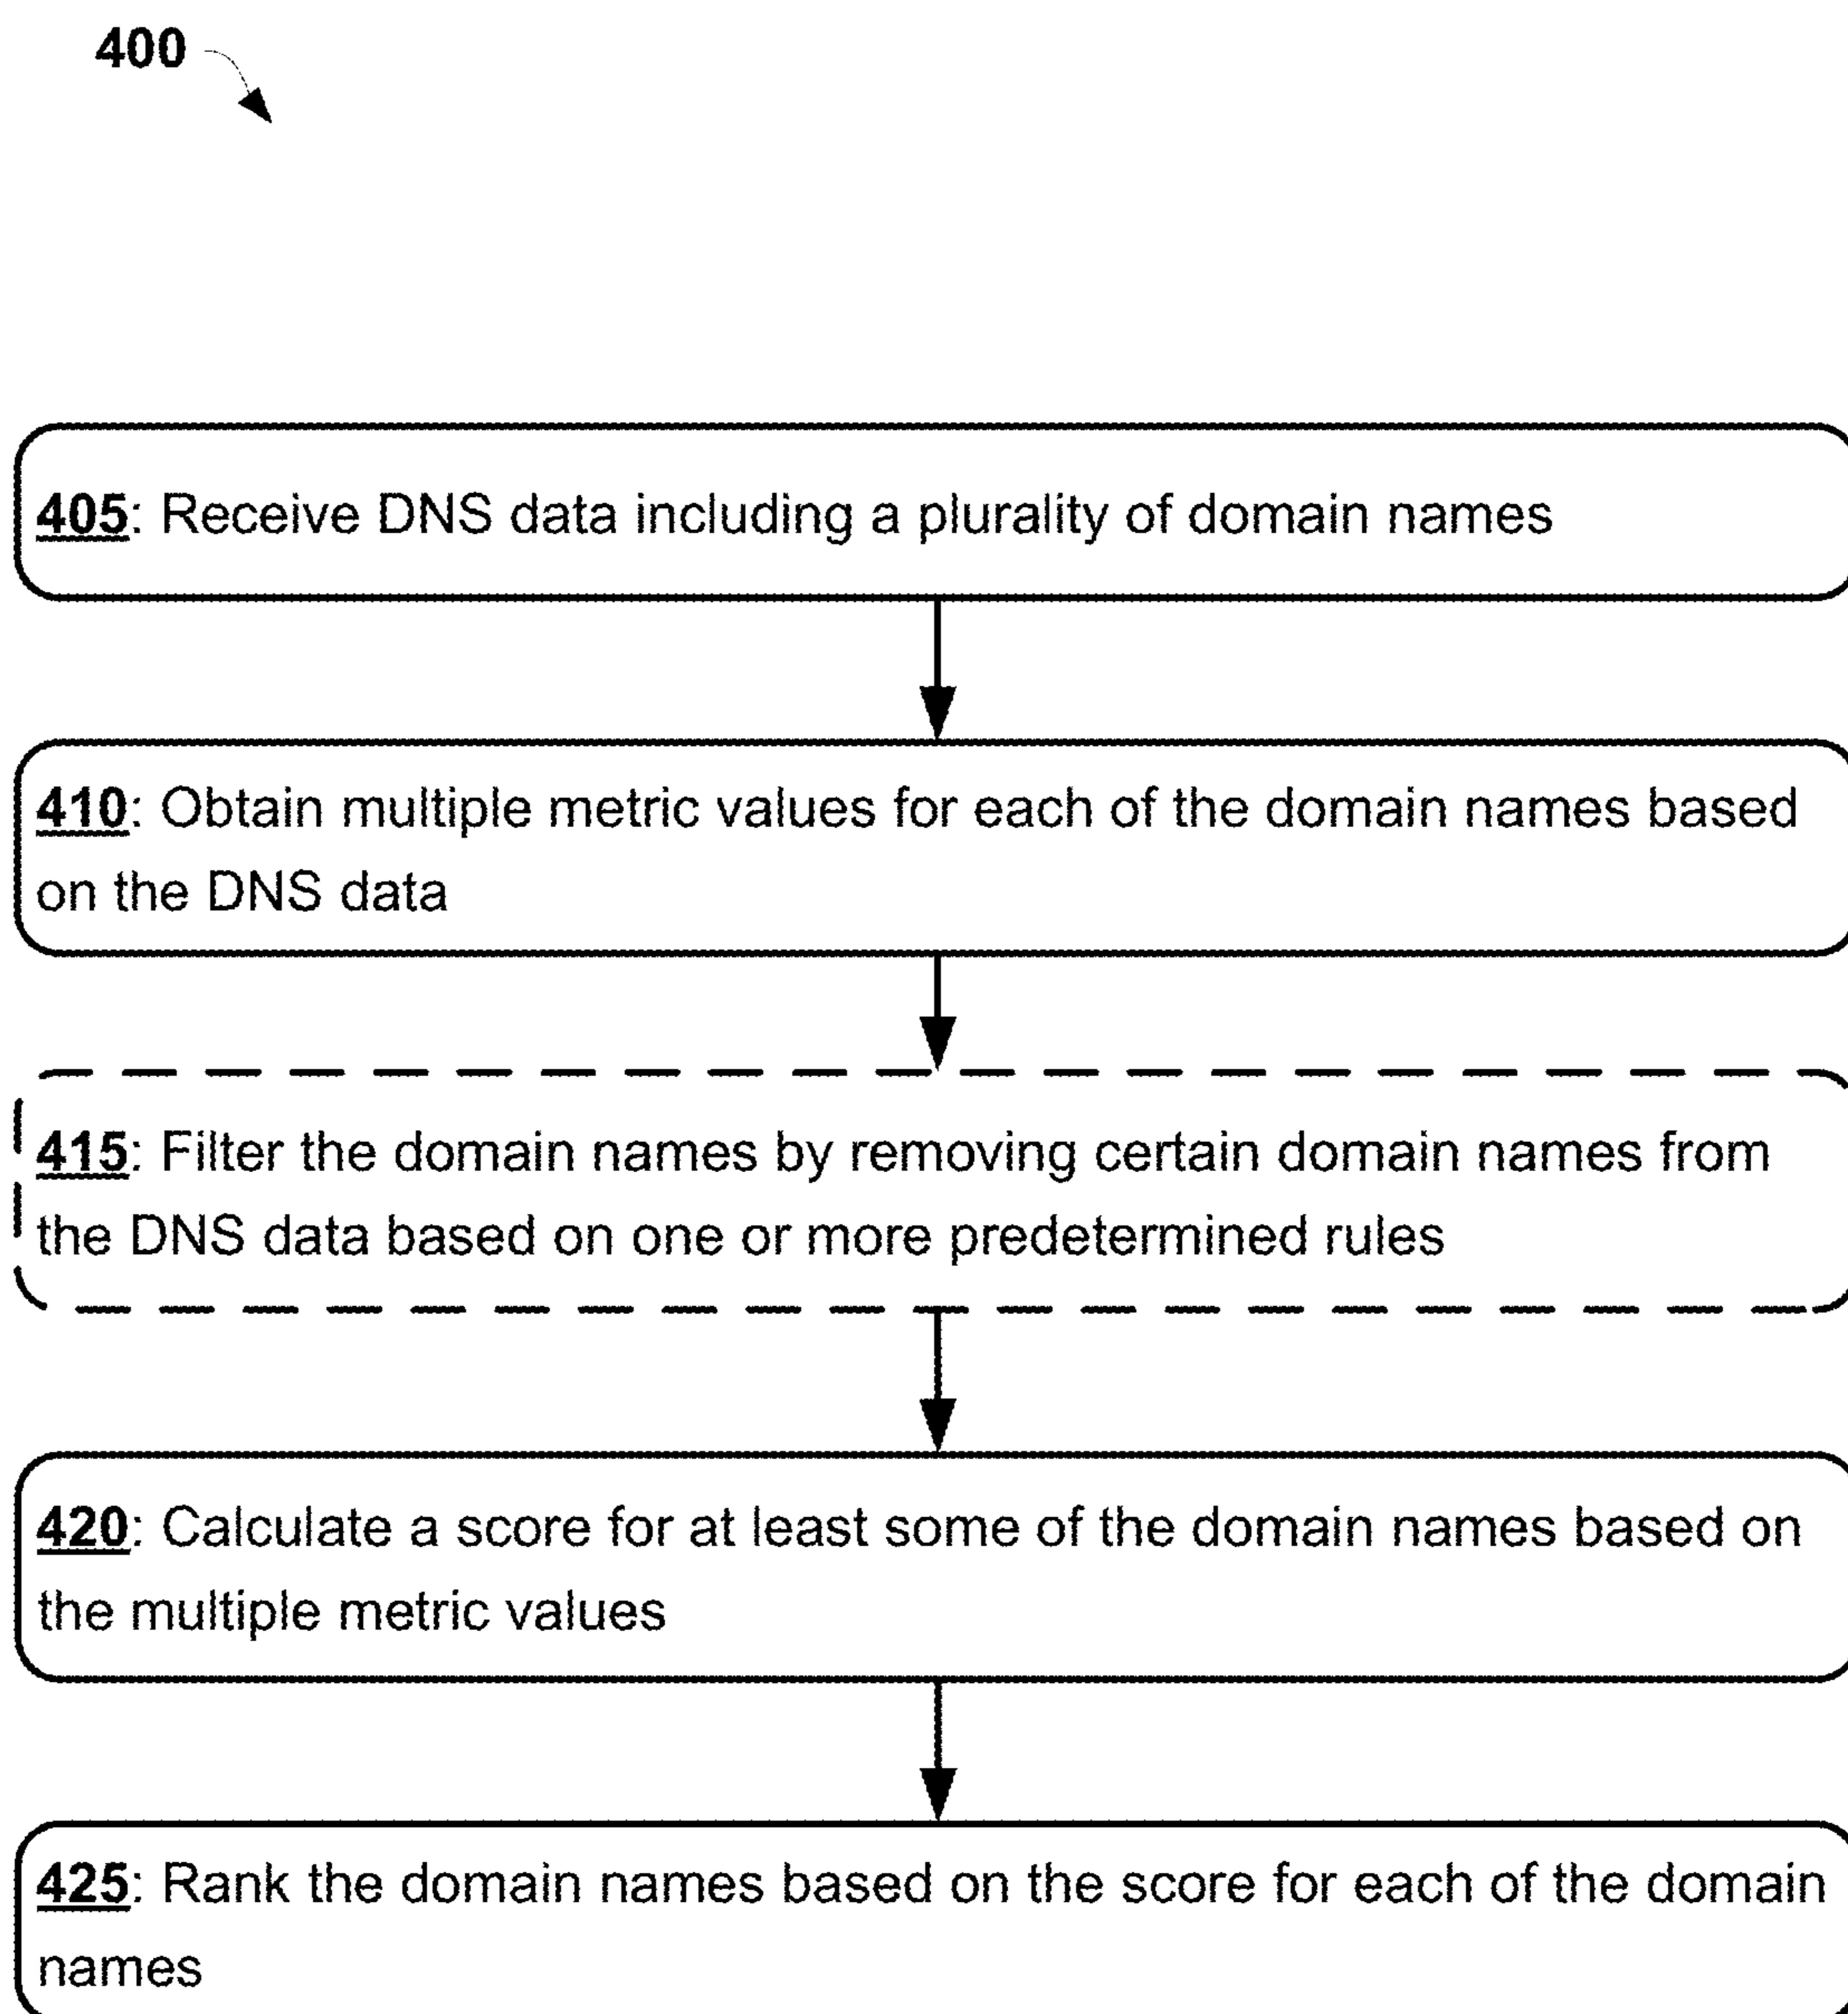 400
405: Receive DNS data including a plurality of domain names
410: Obtain multiple metric values for each of the domain names based
on the DNS data
415: Filter the domain names by removing certain domain names from
the DNS data based on one or more predetermined rules
420: Calculate a score for at least some of the domain names based on
the multiple metric values
425: Rank the domain names based on the score for each of the domain
names